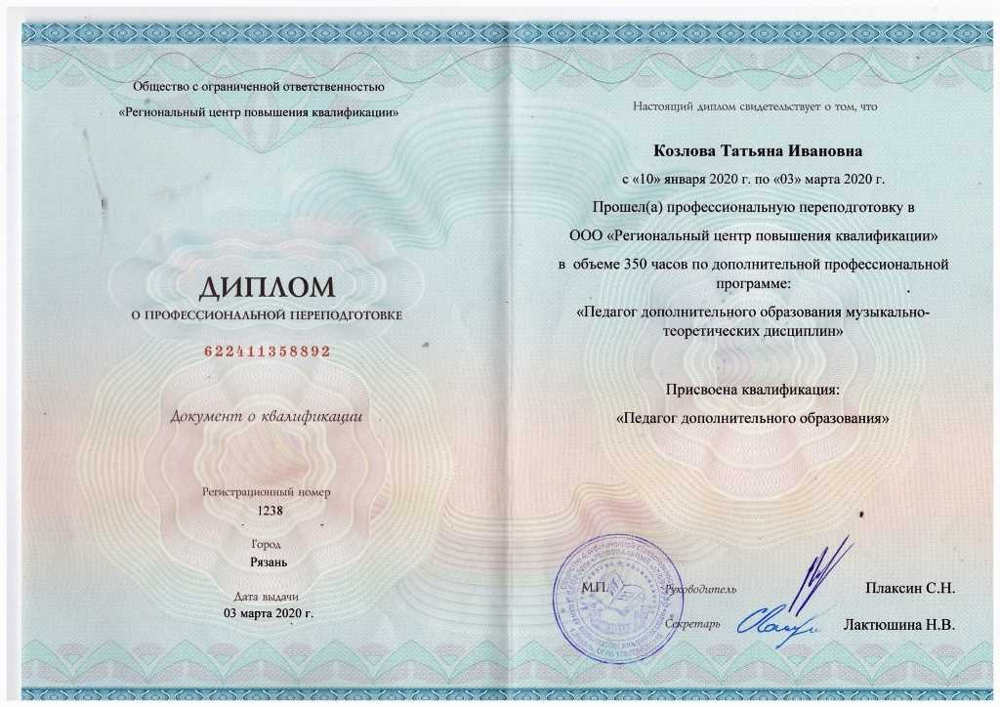 Общество с ограниченной ответственностью
«Региональный центр повышения квалификации»
ДИПЛОМ
О ПРОФЕССИОНАЛЬНОЙ ПЕРЕПОДГОТОВКЕ
622411358892
Документ о квалификации
Регистрационный номер
1238
Город
Рязань
Дата выдачи
03 марта 2020 г.
Настоящий диплом свидетельствует о том, что
Козлова Татьяна Ивановна
с «10» января 2020 г. по «03» марта 2020 г.
Прошел(а) профессиональную переподготовку в
ООО «Региональный центр повышения квалификации»
в объеме 350 часов по дополнительной профессиональной
программе:
«Педагог дополнительного образования музыкально-
теоретических дисциплин»
Присвоена квалификация:
«Педагог дополнительного образования»
М.П.
Руководитель
Плаксин С.Н.
Секретарь
Лактюшина Н.В.